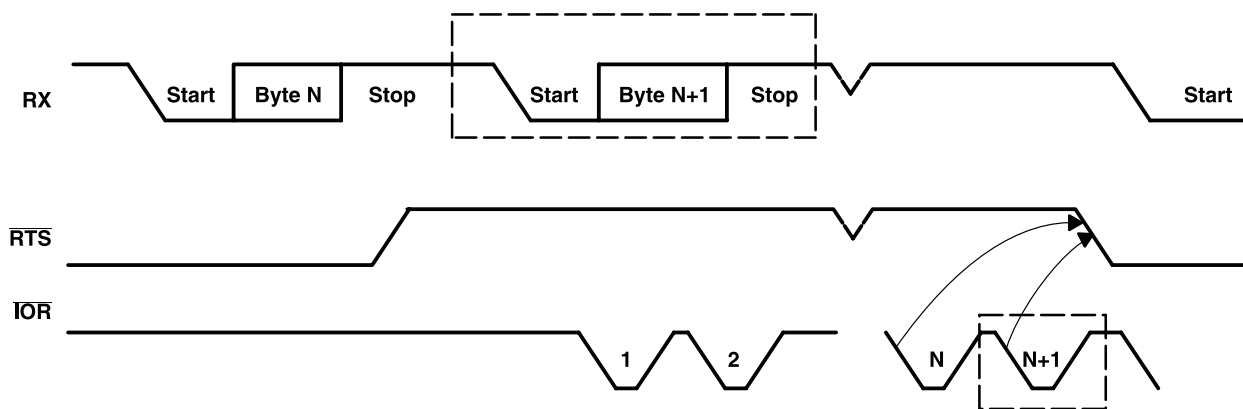 RX Start Byte N Stop Start Byte N+1 Stop Start
RTS
IOR
1 2 N N+1